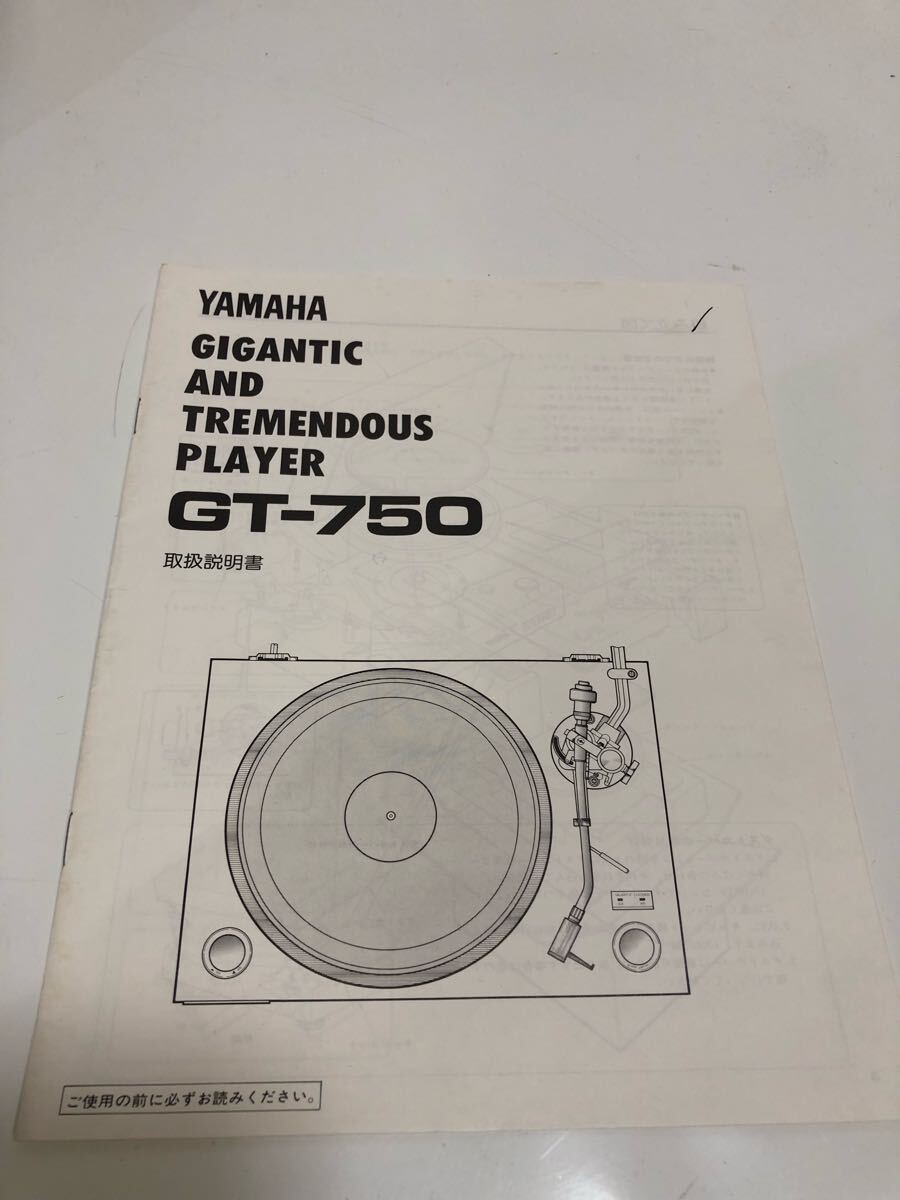 YAMAHA
GIGANTIC
AND
TREMENDOUS
PLAYER
GT-750
取扱説明書
ご使用の前に必ずお読みください。